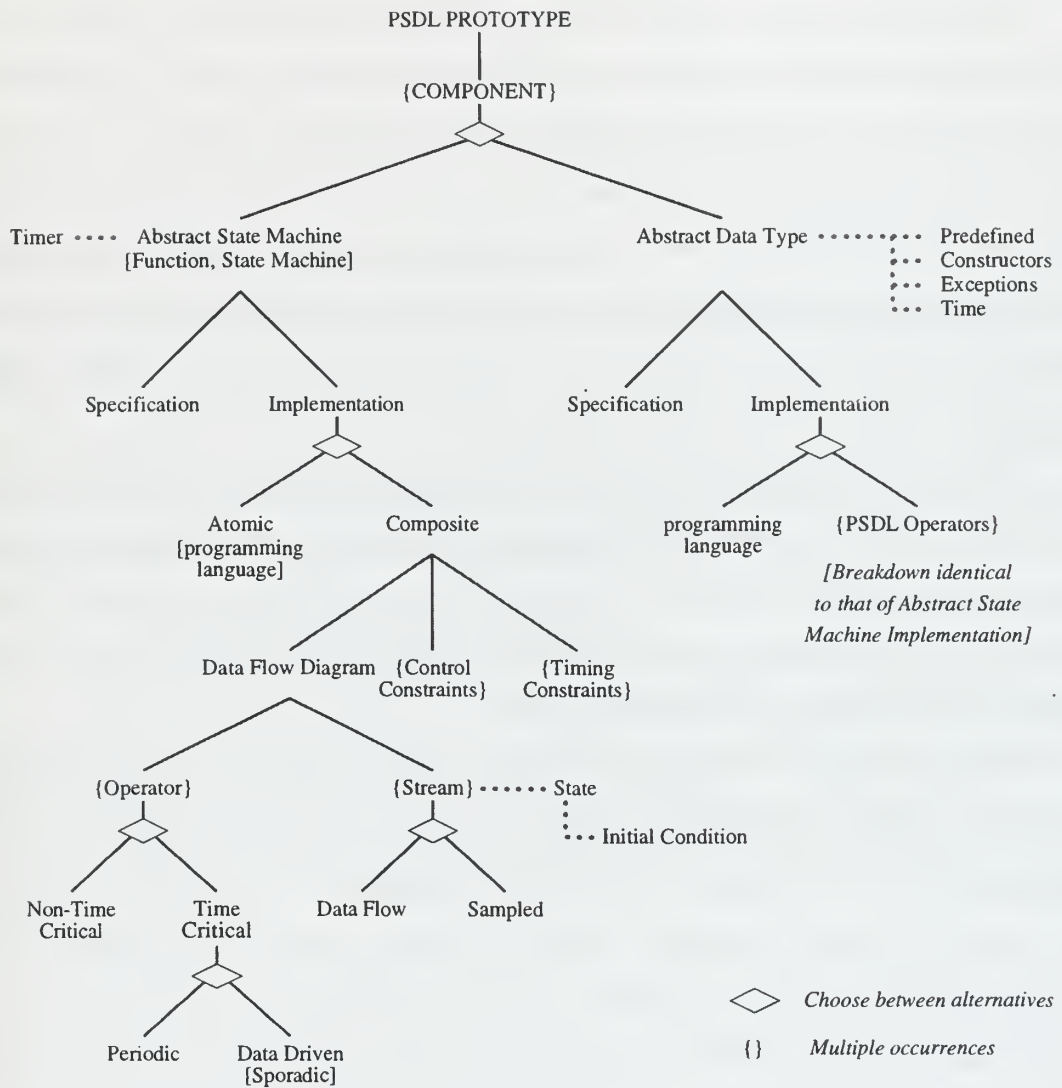 PSDL PROTOTYPE
{COMPONENT}
Timer
Abstract State Machine
[Function, State Machine]
Abstract Data Type
Predefined
Constructors
Exceptions
Time
Specification
Implementation
Specification
Implementation
Atomic
[programming
language]
Composite
programming
language
{PSDL Operators}
[Breakdown identical
to that of Abstract State
Machine Implementation]
Data Flow Diagram
{Control
Constraints}
{Timing
Constraints}
{Operator}
{Stream}
State
Initial Condition
Non-Time
Critical
Time
Critical
Data Flow
Sampled
Periodic
Data Driven
[Sporadic]
Choose between alternatives
{} Multiple occurrences